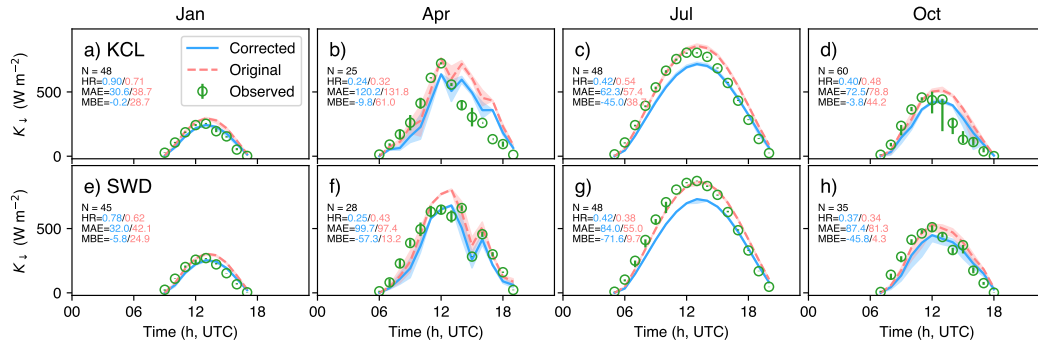 Jan Apr Jul Oct
a) KCL
N = 48
HR=0.90/0.71
MAE=30.6/38.7
MBE=-0.2/28.7
Corrected
Original
Observed
b)
N = 25
HR=0.24/0.32
MAE=120.2/131.8
MBE=-9.8/61.0
c)
N = 48
HR=0.42/0.54
MAE=62.3/57.4
d)
N = 60
HR=0.40/0.48
MAE=72.5/78.8
MBE=-3.8/44.2
K↓ (W m⁻²)
500
0
e) SWD
N = 45
HR=0.78/0.62
MAE=32.0/42.1
MBE=-5.8/24.9
f)
N = 28
HR=0.25/0.43
MAE=99.7/97.4
MBE=-57.3/13.2
g)
N = 48
HR=0.42/0.38
MAE=84.0/55.0
MBE=-71.6/9.7
h)
N = 35
HR=0.37/0.34
MAE=87.4/81.3
MBE=-45.8/4.3
K↓ (W m⁻²)
500
0
00 06 12 18 00 06 12 18 00 06 12 18 00 06 12 18
Time (h, UTC) Time (h, UTC) Time (h, UTC) Time (h, UTC)